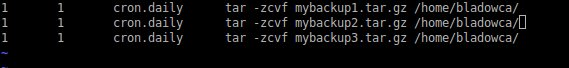 1 1 cron.daily tar -zcvf mybackup1.tar.gz /home/bladowca/
1 1 cron.daily tar -zcvf mybackup2.tar.gz /home/bladowca/
1 1 cron.daily tar -zcvf mybackup3.tar.gz /home/bladowca/
~
~